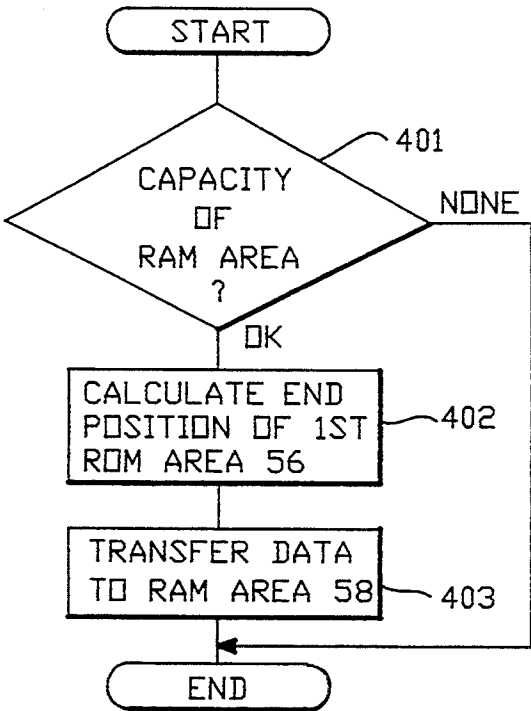 START
401
CAPACITY
OF
RAM AREA
?
NONE
OK
CALCULATE END
POSITION OF 1ST
ROM AREA 56
402
TRANSFER DATA
TO RAM AREA 58
403
END